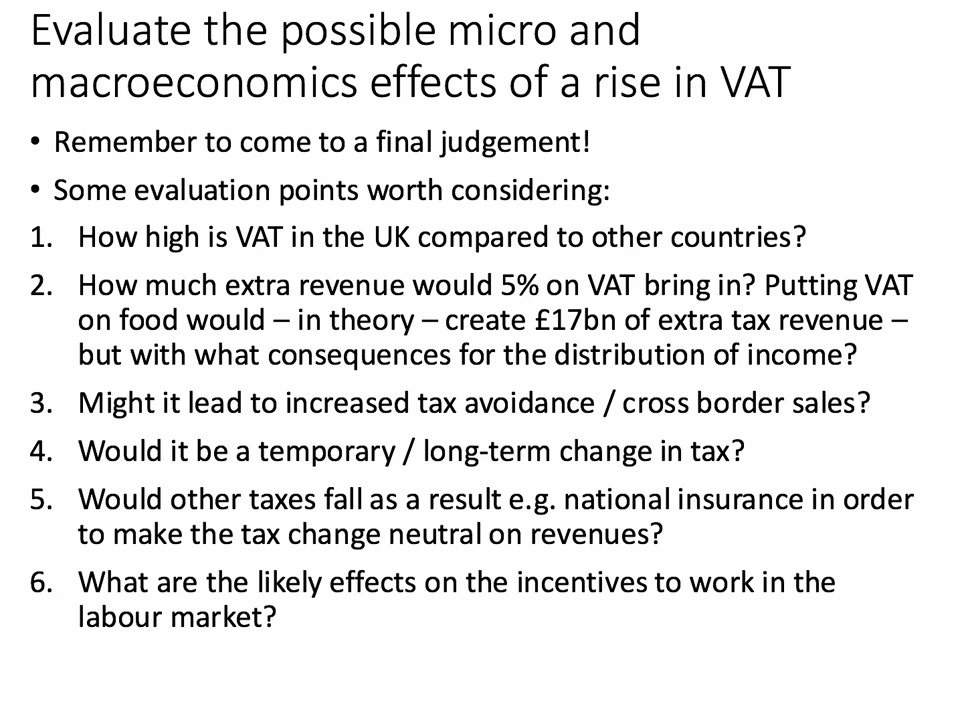 Evaluate the possible micro and
macroeconomics effects of a rise in VAT
• Remember to come to a final judgement!
• Some evaluation points worth considering:
1. How high is VAT in the UK compared to other countries?
2. How much extra revenue would 5% on VAT bring in? Putting VAT
on food would – in theory – create £17bn of extra tax revenue –
but with what consequences for the distribution of income?
3. Might it lead to increased tax avoidance / cross border sales?
4. Would it be a temporary / long-term change in tax?
5. Would other taxes fall as a result e.g. national insurance in order
to make the tax change neutral on revenues?
6. What are the likely effects on the incentives to work in the
labour market?